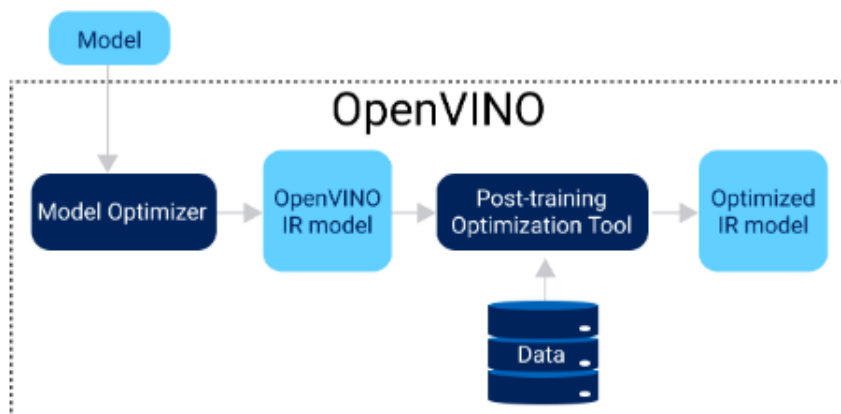 Model
OpenVINO
Model Optimizer
OpenVINO
IR model
Post-training
Optimization Tool
Optimized
IR model
Data